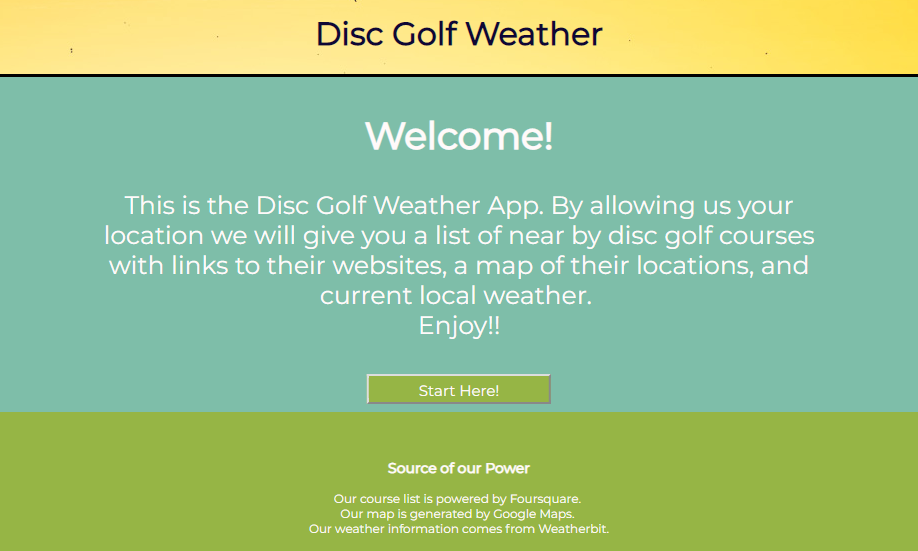 Disc Golf Weather
Welcome!
This is the Disc Golf Weather App. By allowing us your
location we will give you a list of near by disc golf courses
with links to their websites, a map of their locations, and
current local weather.
Enjoy!!
Start Here!
Source of our Power
Our course list is powered by Foursquare.
Our map is generated by Google Maps.
Our weather information comes from Weatherbit.